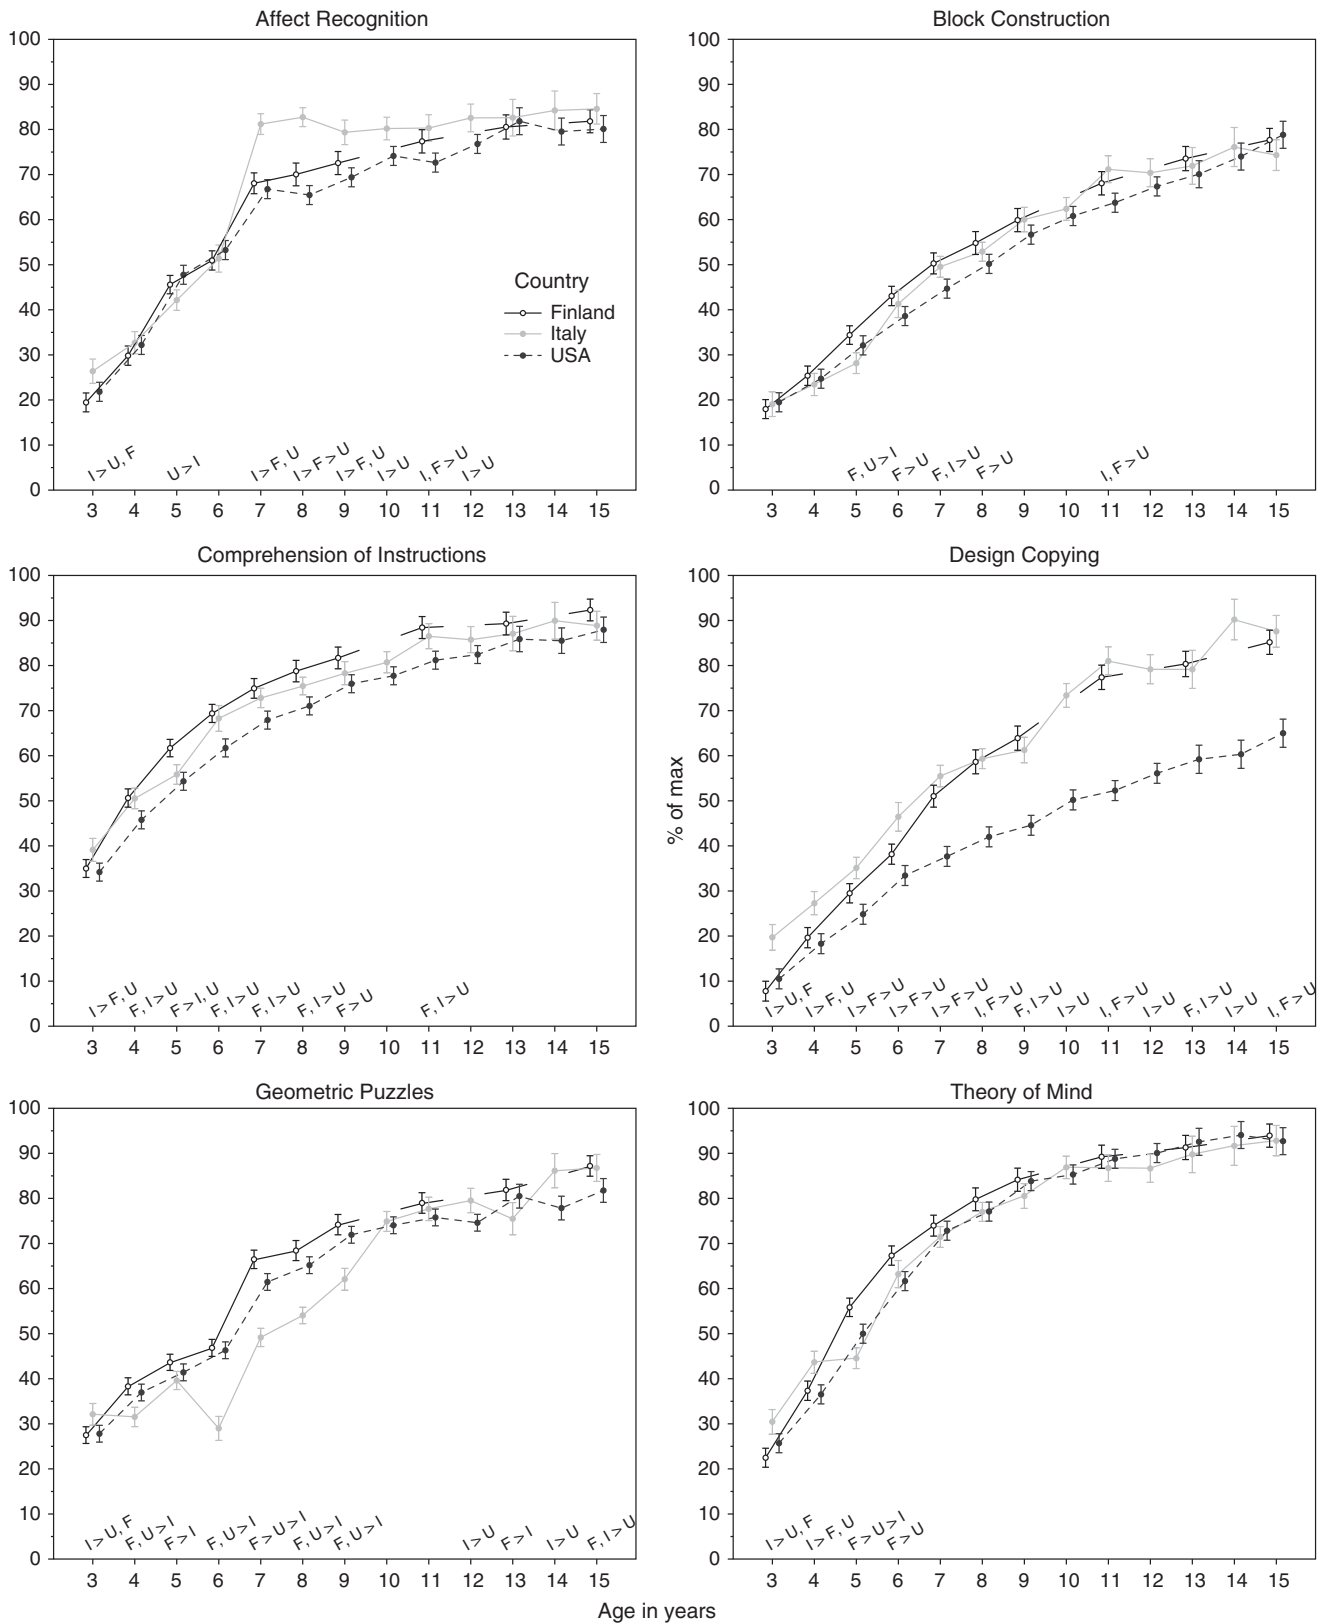 Affect Recognition
100
90
80
70
60
50
40
30
20
10
0
Country
Finland
Italy
USA
I > U, F
U > I
I > F, U
I > F > U
I > F, U
I > U
I, F > U
I > U
3 4 5 6 7 8 9 10 11 12 13 14 15
Block Construction
100
90
80
70
60
50
40
30
20
10
0
F, U > I
F > U
F, I > U
F > U
I, F > U
3 4 5 6 7 8 9 10 11 12 13 14 15
Comprehension of Instructions
100
90
80
70
60
50
40
30
20
10
0
I > F, U
F, I > U
F > I, U
F, I > U
F, I > U
F, I > U
F > U
F, I > U
3 4 5 6 7 8 9 10 11 12 13 14 15
Design Copying
% of max
100
90
80
70
60
50
40
30
20
10
0
I > U, F
I > F, U
I > F > U
I > F > U
I > F > U
I, F > U
F, I > U
I > U
I, F > U
I > U
F, I > U
I > U
I, F > U
3 4 5 6 7 8 9 10 11 12 13 14 15
Geometric Puzzles
100
90
80
70
60
50
40
30
20
10
0
I > U, F
F, U > I
F > I
F, U > I
F > U > I
F, U > I
F, U > I
I > U
F > I
I > U
F, I > U
3 4 5 6 7 8 9 10 11 12 13 14 15
Theory of Mind
100
90
80
70
60
50
40
30
20
10
0
I > U, F
I > F, U
F > U > I
F > U
3 4 5 6 7 8 9 10 11 12 13 14 15
Age in years